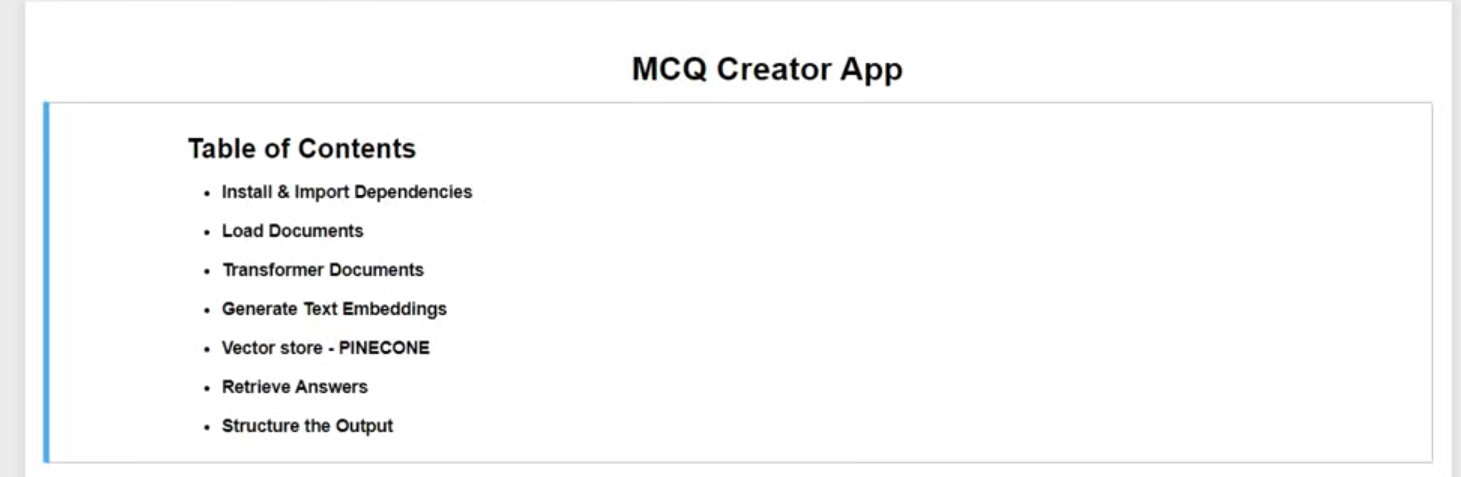 MCQ Creator App
Table of Contents
Install & Import Dependencies
Load Documents
Transformer Documents
Generate Text Embeddings
Vector store - PINECONE
Retrieve Answers
Structure the Output